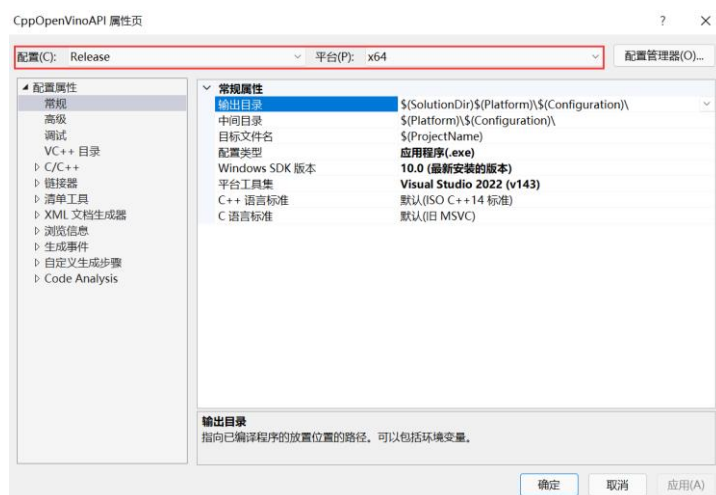 CppOpenVinoAPI 属性页
配置(C): Release 平台(P): x64 配置管理器(O)...
配置属性
常规
高级
调试
VC++ 目录
C/C++
链接器
清单工具
XML 文档生成器
浏览信息
生成事件
自定义生成步骤
Code Analysis
常规属性
输出目录 $(SolutionDir)$(Platform)\$(Configuration)\
中间目录 $(Platform)\$(Configuration)\
目标文件名 $(ProjectName)
配置类型 应用程序(.exe)
Windows SDK 版本 10.0 (最新安装的版本)
平台工具集 Visual Studio 2022 (v143)
C++ 语言标准 默认(ISO C++14 标准)
C 语言标准 默认(旧 MSVC)
输出目录
指向已编译程序的放置位置的路径。可以包括环境变量。
确定 取消 应用(A)